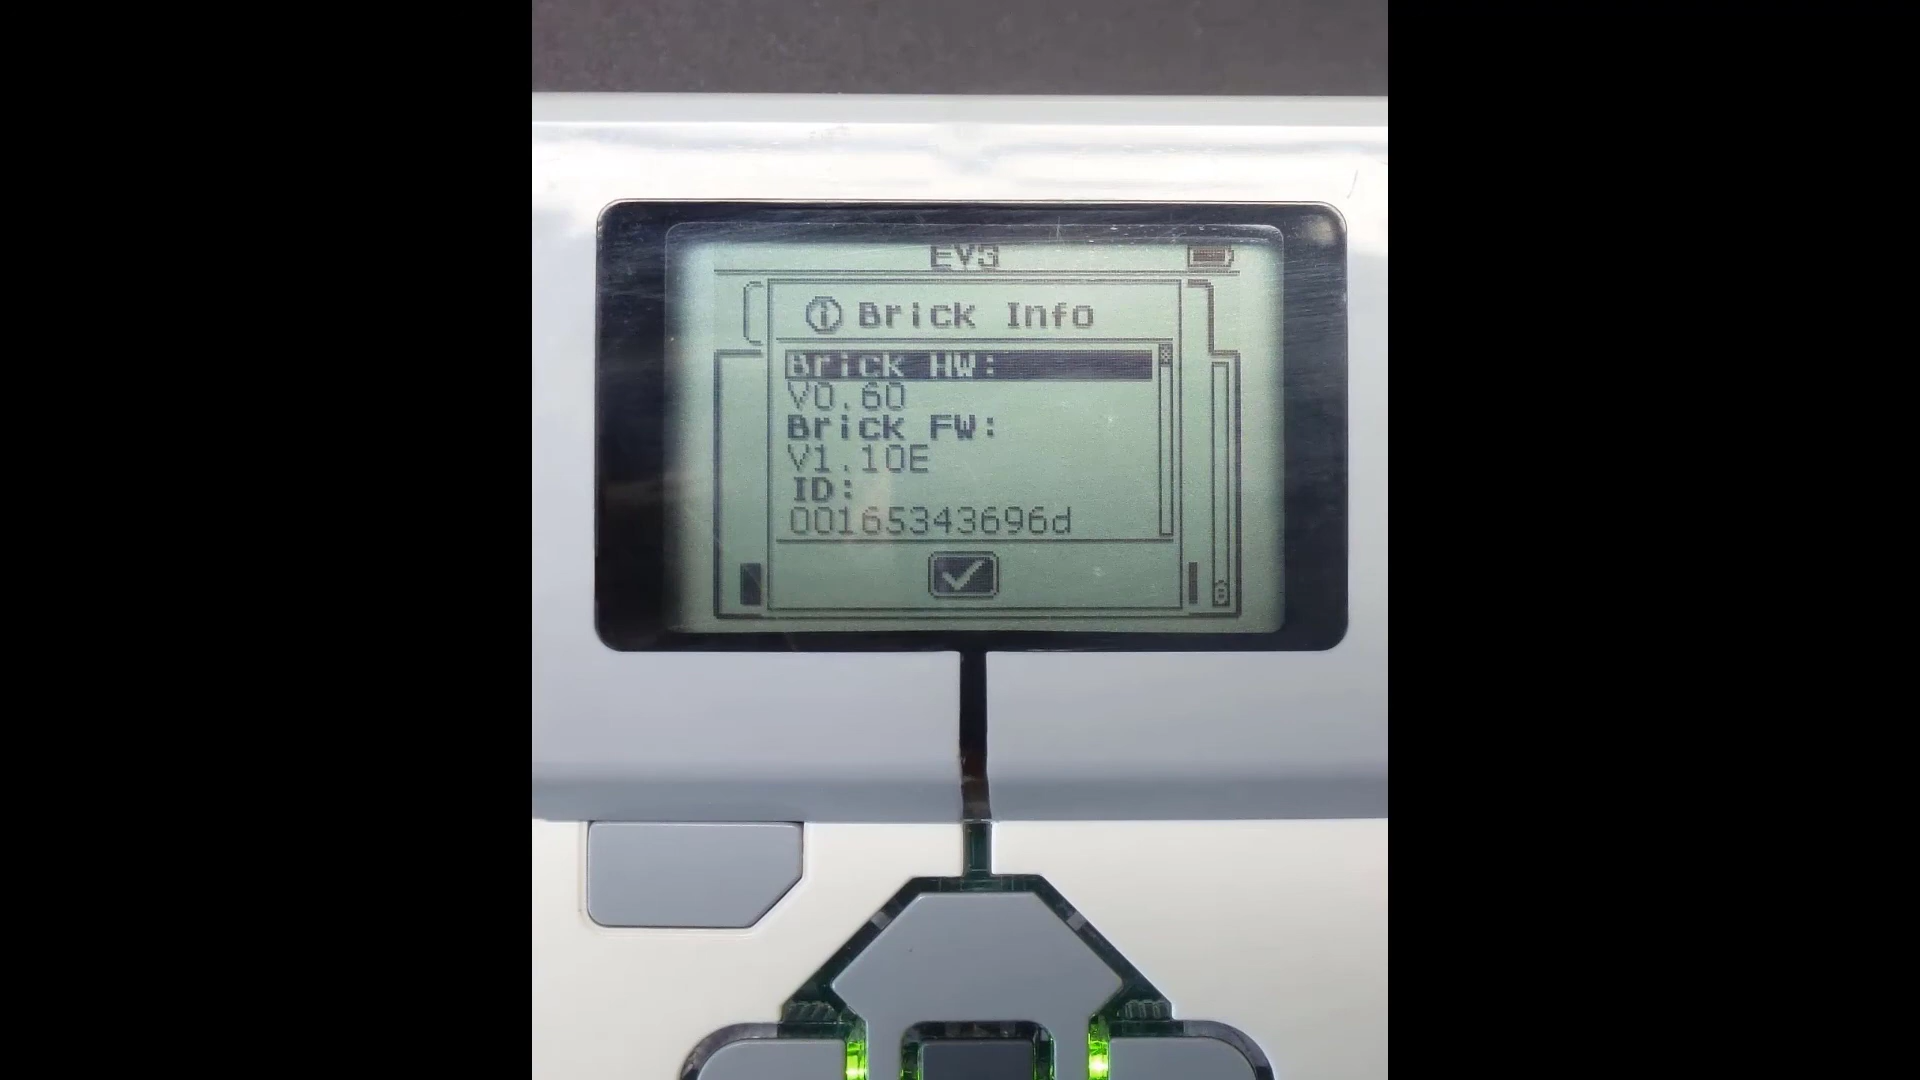 EV3
Brick Info
Brick HW:
V0.60
Brick FW:
V1.10E
ID:
00165343696d